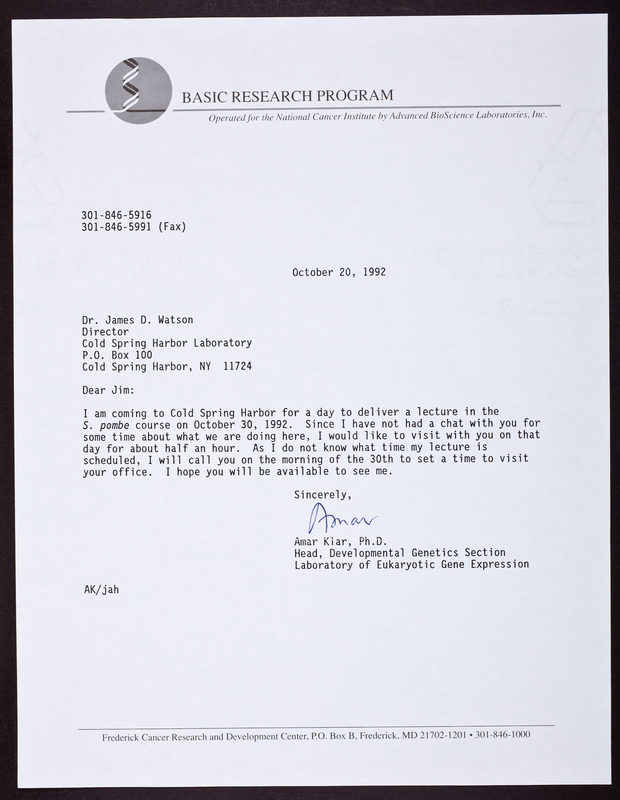 BASIC RESEARCH PROGRAM
Operated for the National Cancer Institute by Advanced BioScience Laboratories, Inc.
301-846-5916
301-846-5991 (Fax)
October 20, 1992
Dr. James D. Watson
Director
Cold Spring Harbor Laboratory
P.O. Box 100
Cold Spring Harbor, NY 11724
Dear Jim:
I am coming to Cold Spring Harbor for a day to deliver a lecture in the
S. pombe course on October 30, 1992. Since I have not had a chat with you for
some time about what we are doing here, I would like to visit with you on that
day for about half an hour. As I do not know what time my lecture is
scheduled, I will call you on the morning of the 30th to set a time to visit
your office. I hope you will be available to see me.
Sincerely,
Amar
Amar Klar, Ph.D.
Head, Developmental Genetics Section
Laboratory of Eukaryotic Gene Expression
AK/jah
Frederick Cancer Research and Development Center, P.O. Box B, Frederick, MD 21702-1201 • 301-846-1000